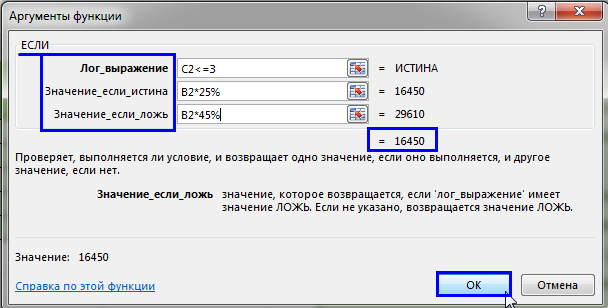 Аргументы функции
ЕСЛИ
Лог_выражение C2<=3 = ИСТИНА
Значение_если_истина B2*25% = 16450
Значение_если_ложь B2*45% = 29610
= 16450
Проверяет, выполняется ли условие, и возвращает одно значение, если оно выполняется, и другое
значение, если нет.
Значение_если_ложь значение, которое возвращается, если 'лог_выражение' имеет
значение ЛОЖЬ. Если не указано, возвращается значение ЛОЖЬ.
Значение: 16450
Справка по этой функции ОК Отмена